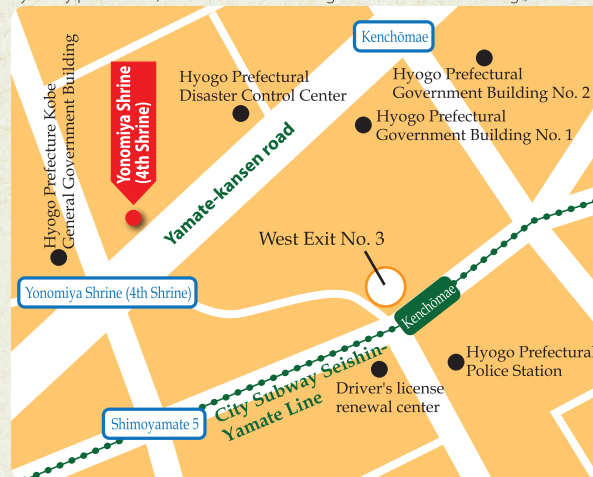 Kenchōmae
Hyogo Prefectural
Government Building No. 2
Hyogo Prefectural
Disaster Control Center
Hyogo Prefectural
Government Building No. 1
Hyogo Prefecture Kobe
General Government Building
Yonomiya Shrine
(4th Shrine)
Yamate-kansen road
West Exit No. 3
Yonomiya Shrine (4th Shrine)
Kenchōmae
Hyogo Prefectural
Police Station
City Subway Seishin-
Yamate Line
Driver's license
renewal center
Shimoyamate 5